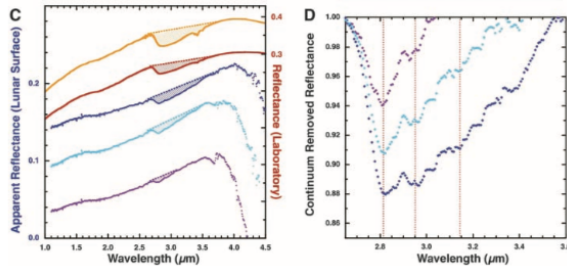 C
Apparent Reflectance (Lunar Surface)
0.2
0.1
0.0
0.4
0.3
Reflectance (Laboratory)
1.0 1.5 2.0 2.5 3.0 3.5 4.0 4.5
Wavelength (µm)
D
Continuum Removed Reflectance
1.00
0.98
0.96
0.94
0.92
0.90
0.88
0.86
2.8 3.0 3.2 3.4 3.6
Wavelength (µm)